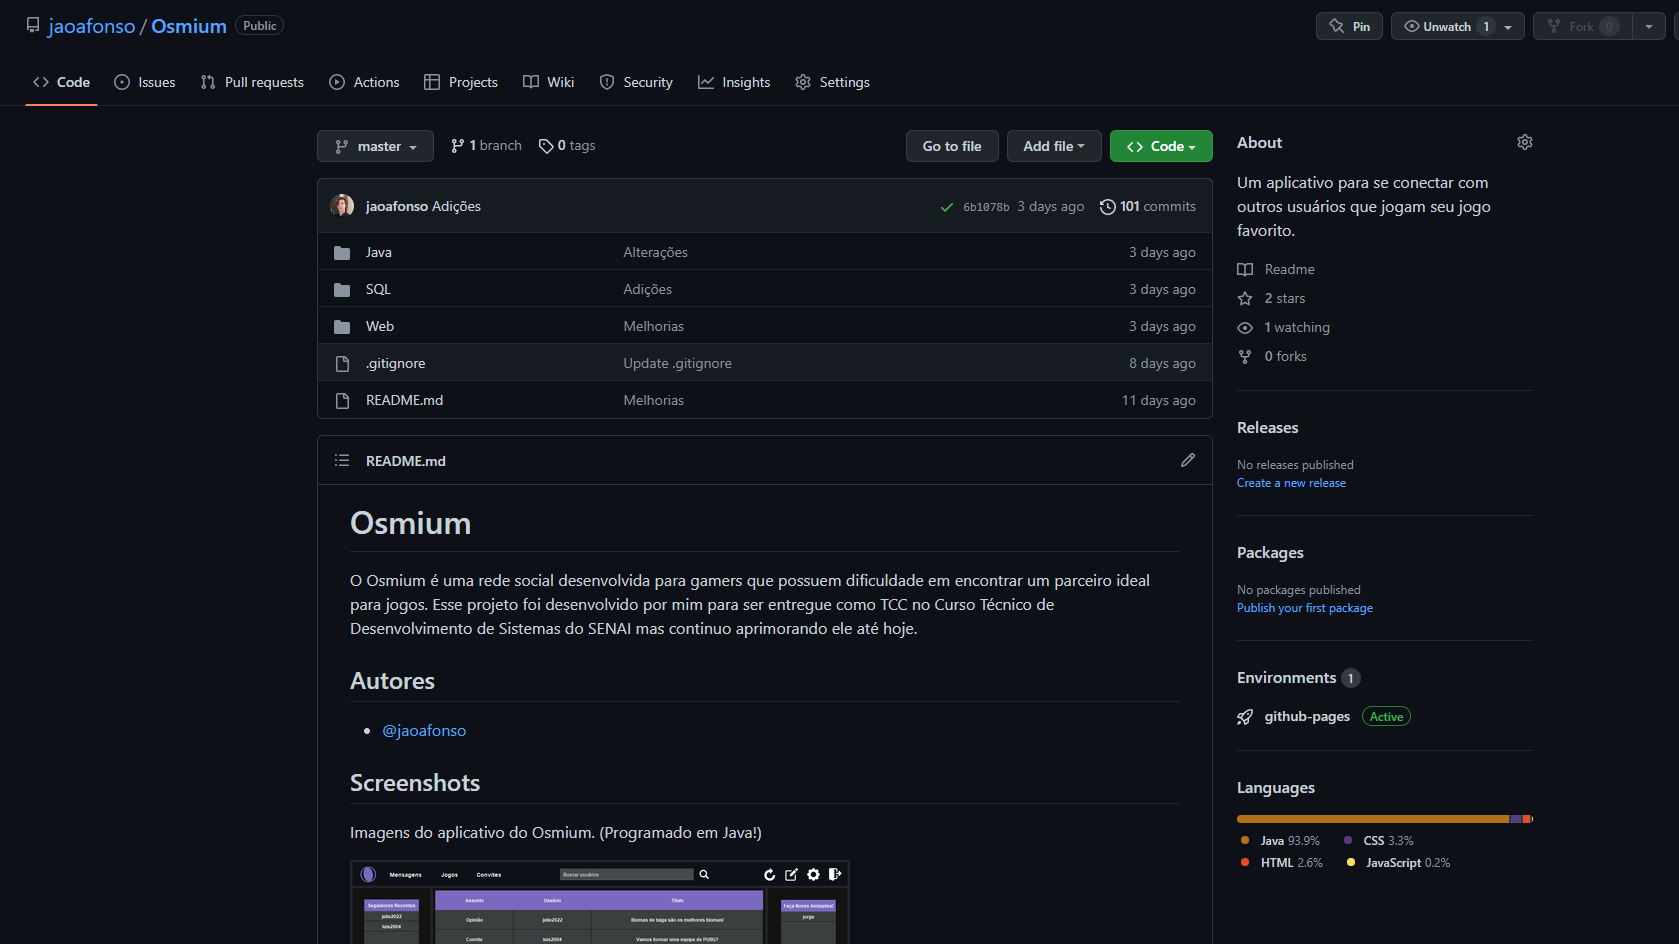 jaoafonso / Osmium Public
Pin
Unwatch 1
Fork 0
Code
Issues
Pull requests
Actions
Projects
Wiki
Security
Insights
Settings
master
1 branch
0 tags
Go to file
Add file
Code
jaoafonso Adições
6b1078b 3 days ago
101 commits
Java Alterações 3 days ago
SQL Adições 3 days ago
Web Melhorias 3 days ago
.gitignore Update .gitignore 8 days ago
README.md Melhorias 11 days ago
README.md
Osmium
O Osmium é uma rede social desenvolvida para gamers que possuem dificuldade em encontrar um parceiro ideal
para jogos. Esse projeto foi desenvolvido por mim para ser entregue como TCC no Curso Técnico de
Desenvolvimento de Sistemas do SENAI mas continuo aprimorando ele até hoje.
Autores
@jaoafonso
Screenshots
Imagens do aplicativo do Osmium. (Programado em Java!)
Mensagens Jogos Convites Buscar usuários
Seguidores Recentes
julio2022
luis2004
Assunto Usuário Título
Opinião julio2022 Biomas de taiga são os melhores biomas!
Convite luis2004 Vamos formar uma equipe de PUBG?
Faça Novas Amizades!
jorge
About
Um aplicativo para se conectar com
outros usuários que jogam seu jogo
favorito.
Readme
2 stars
1 watching
0 forks
Releases
No releases published
Create a new release
Packages
No packages published
Publish your first package
Environments 1
github-pages Active
Languages
Java 93.9% CSS 3.3%
HTML 2.6% JavaScript 0.2%